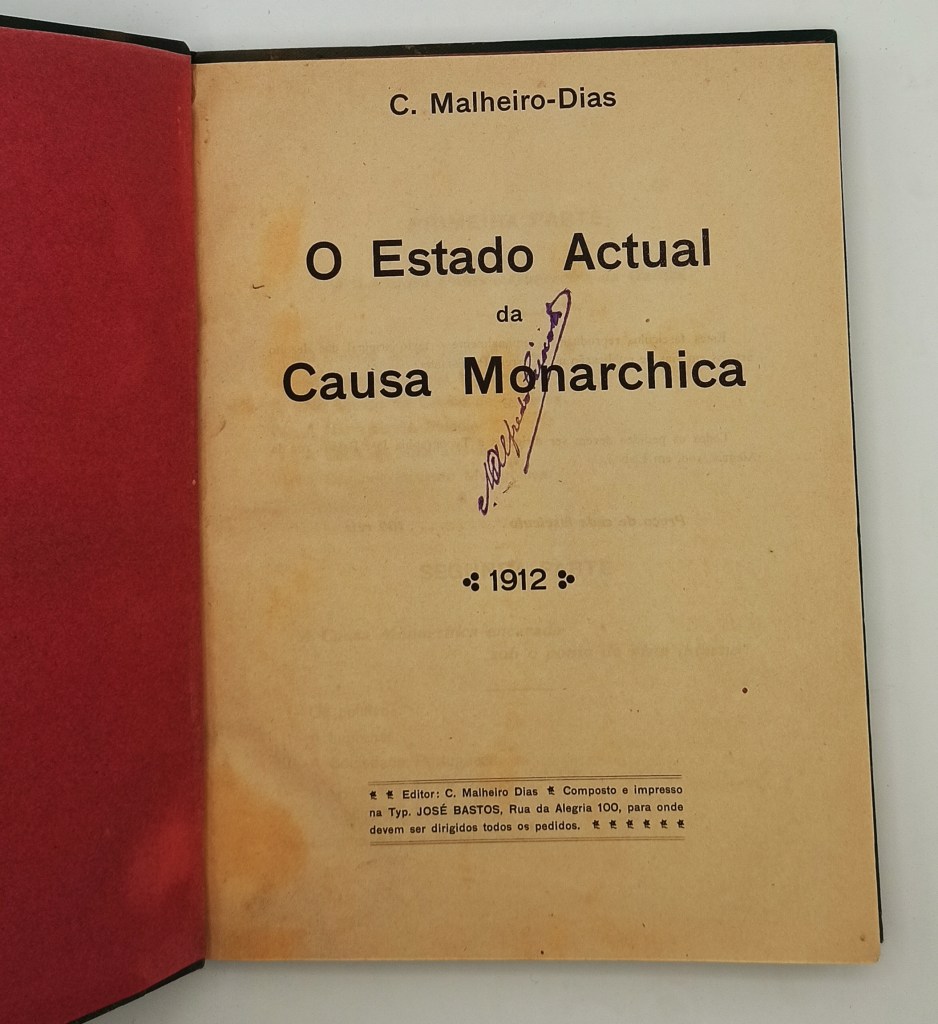 C. Malheiro-Dias
O Estado Actual
da
Causa Monarchica
Alfredo
1912
Editor: C. Malheiro Dias * Composto e impresso
na Typ. JOSÉ BASTOS, Rua da Alegria 100, para onde
devem ser dirigidos todos os pedidos.